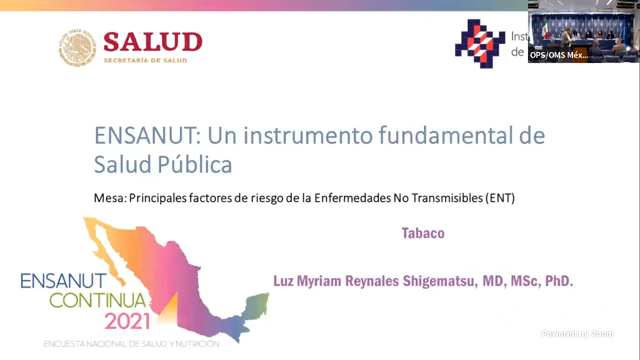 SALUD
SECRETARÍA DE SALUD
Inst
de
OPS/OMS Méx...
ENSANUT: Un instrumento fundamental de
Salud Pública
Mesa: Principales factores de riesgo de la Enfermedades No Transmisibles (ENT)
Tabaco
Luz Myriam Reynales Shigematsu, MD, MSc, PhD.
ENSANUT
CONTINUA
2021
ENCUESTA NACIONAL DE SALUD Y NUTRICIÓN
Powered by Zoom